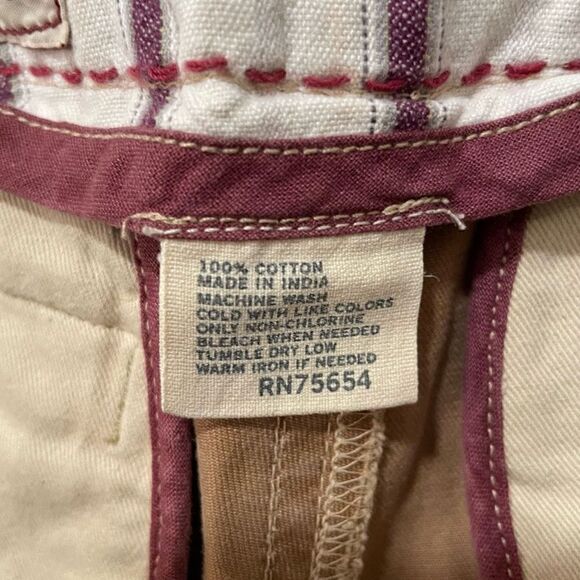 100% COTTON
MADE IN INDIA
MACHINE WASH
COLD WITH LIKE COLORS
ONLY NON-CHLORINE
BLEACH WHEN NEEDED
TUMBLE DRY LOW
WARM IRON IF NEEDED
RN75654